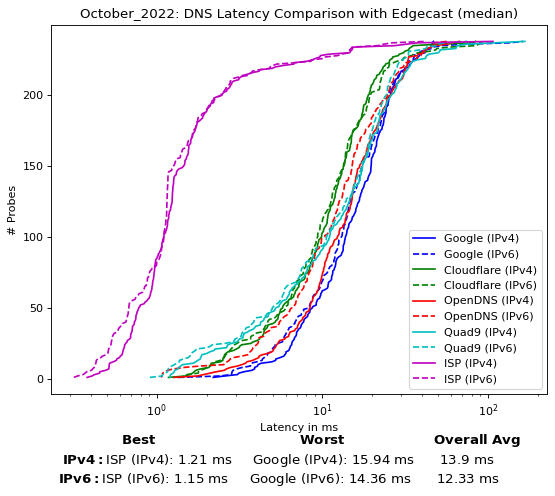 October_2022: DNS Latency Comparison with Edgecast (median)
# Probes
200
150
100
50
0
10⁰
10¹
10²
Latency in ms
Google (IPv4)
Google (IPv6)
Cloudflare (IPv4)
Cloudflare (IPv6)
OpenDNS (IPv4)
OpenDNS (IPv6)
Quad9 (IPv4)
Quad9 (IPv6)
ISP (IPv4)
ISP (IPv6)
Best Worst Overall Avg
IPv4: ISP (IPv4): 1.21 ms Google (IPv4): 15.94 ms 13.9 ms
IPv6: ISP (IPv6): 1.15 ms Google (IPv6): 14.36 ms 12.33 ms